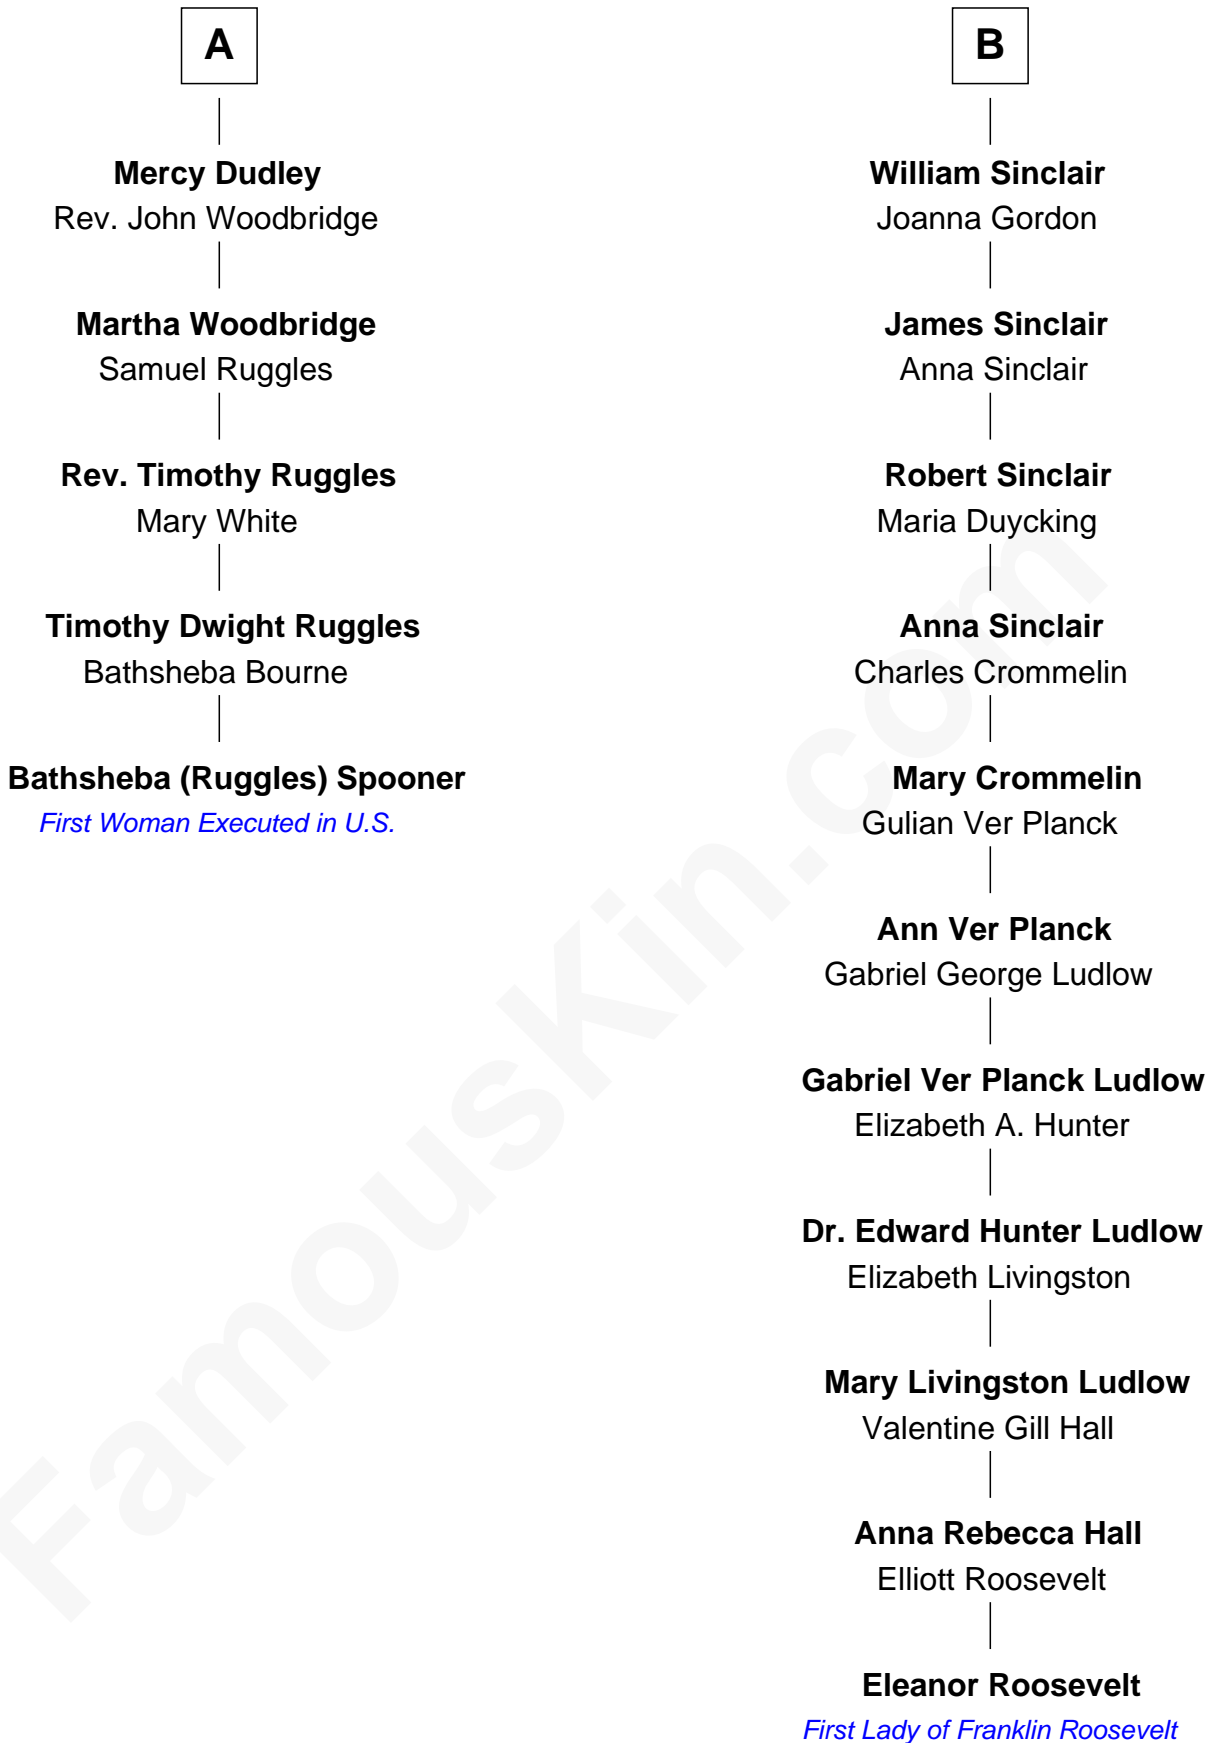 A
Mercy Dudley
Rev. John Woodbridge
Martha Woodbridge
Samuel Ruggles
Rev. Timothy Ruggles
Mary White
Timothy Dwight Ruggles
Bathsheba Bourne
Bathsheba (Ruggles) Spooner
First Woman Executed in U.S.
B
William Sinclair
Joanna Gordon
James Sinclair
Anna Sinclair
Robert Sinclair
Maria Duycking
Anna Sinclair
Charles Crommelin
Mary Crommelin
Gulian Ver Planck
Ann Ver Planck
Gabriel George Ludlow
Gabriel Ver Planck Ludlow
Elizabeth A. Hunter
Dr. Edward Hunter Ludlow
Elizabeth Livingston
Mary Livingston Ludlow
Valentine Gill Hall
Anna Rebecca Hall
Elliott Roosevelt
Eleanor Roosevelt
First Lady of Franklin Roosevelt
FamousKin.com